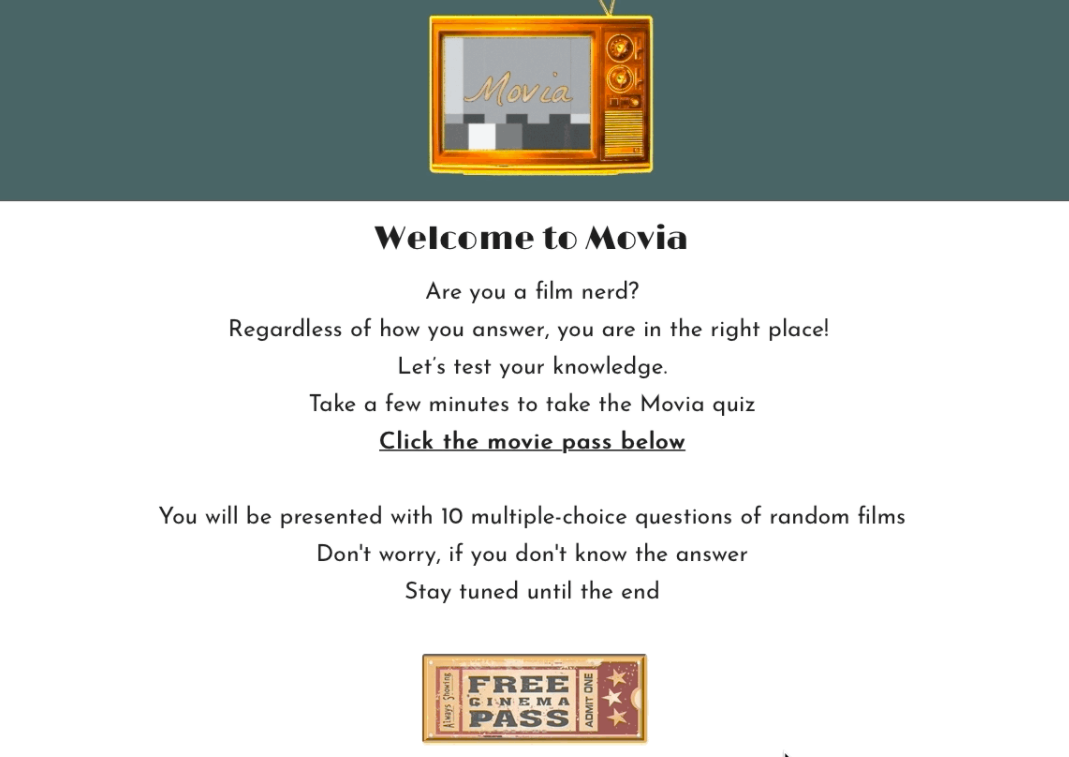 Movia
Welcome to Movia
Are you a film nerd?
Regardless of how you answer, you are in the right place!
Let's test your knowledge.
Take a few minutes to take the Movia quiz
Click the movie pass below
You will be presented with 10 multiple-choice questions of random films
Don't worry, if you don't know the answer
Stay tuned until the end
Always Showing
FREE
CINEMA
PASS
ADMIT ONE